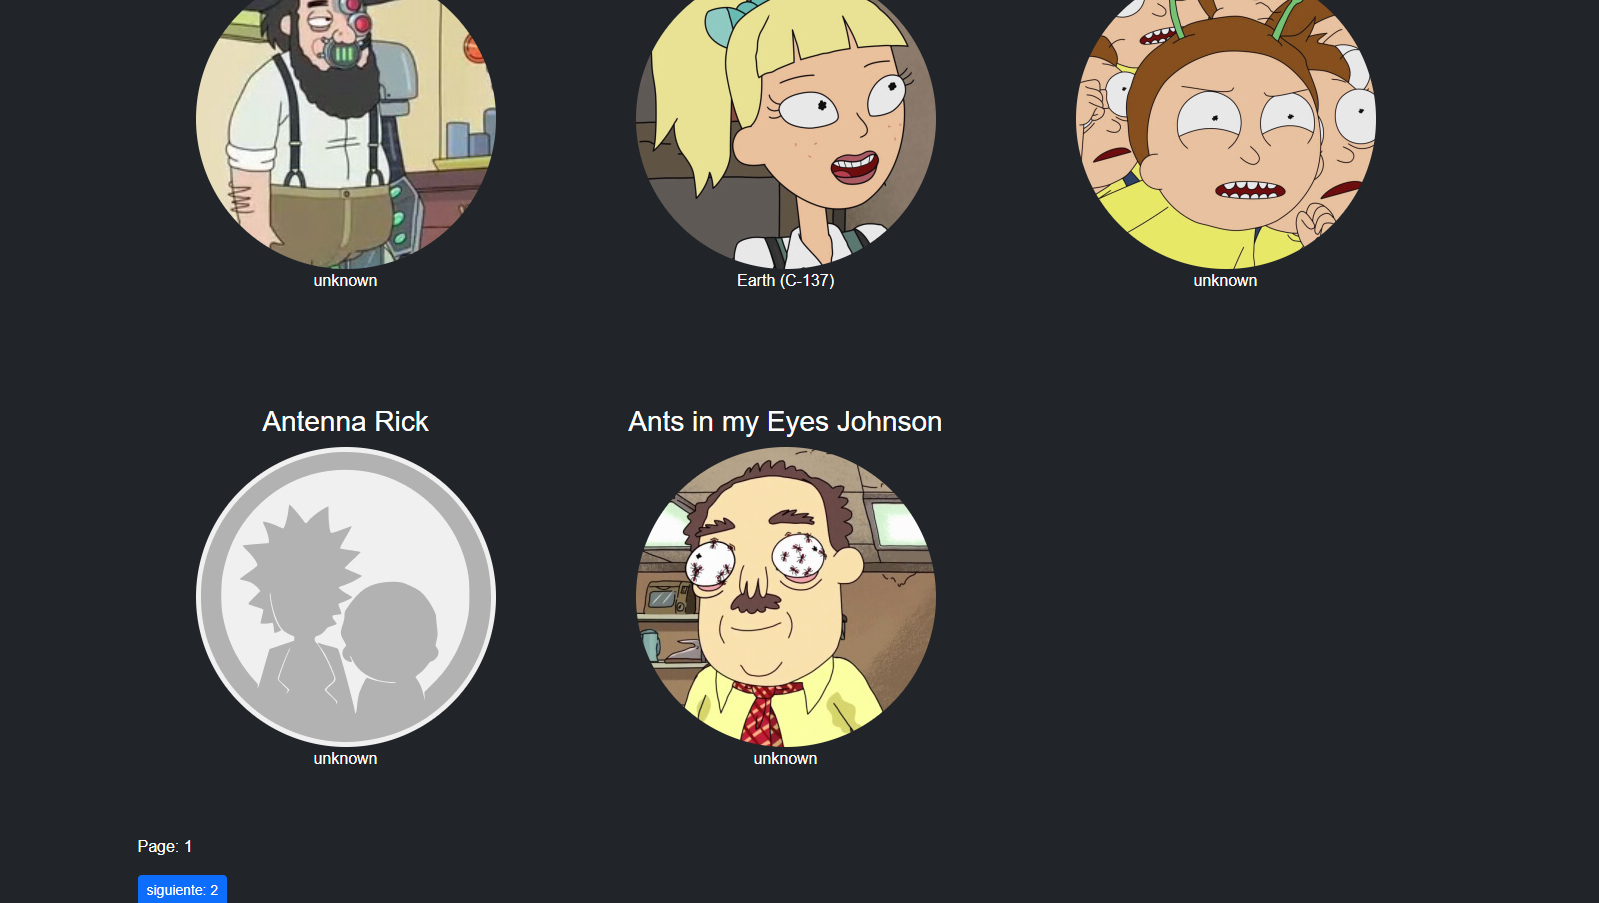 unknown
Earth (C-137)
unknown
Antenna Rick
Ants in my Eyes Johnson
unknown
unknown
Page: 1
siguiente: 2